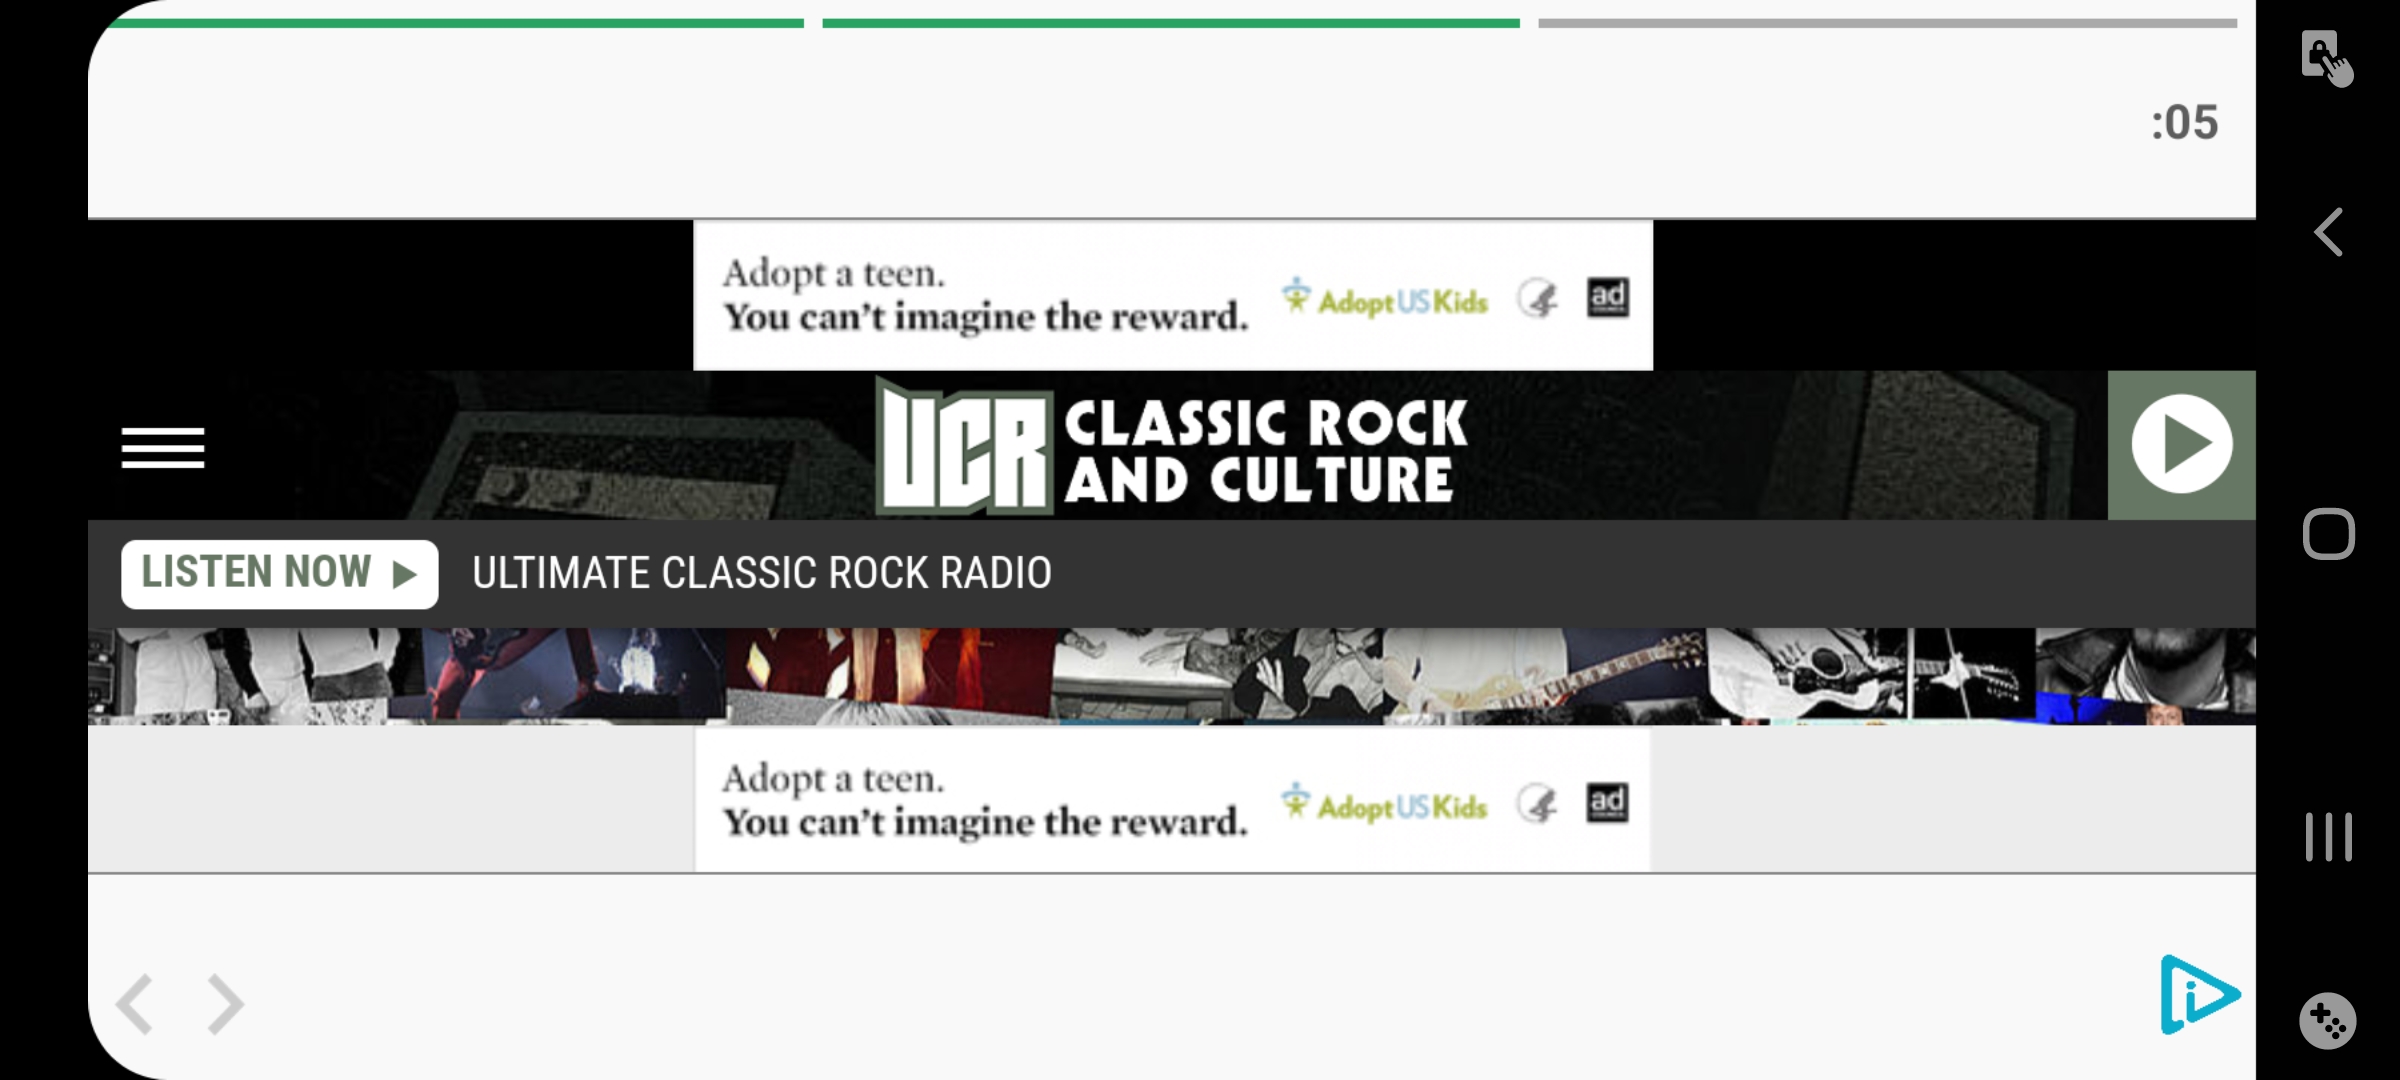 :05
Adopt a teen.
You can't imagine the reward.
AdoptUSKids
ad
UCR
CLASSIC ROCK
AND CULTURE
LISTEN NOW
ULTIMATE CLASSIC ROCK RADIO
Adopt a teen.
You can't imagine the reward.
AdoptUSKids
ad